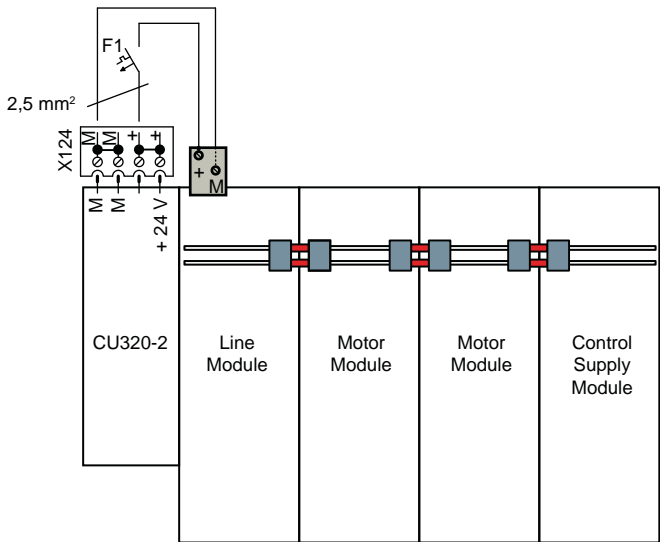 F1
2,5 mm²
X124
M M + +
+ M
M M + 24 V
CU320-2
Line
Module
Motor
Module
Motor
Module
Control
Supply
Module